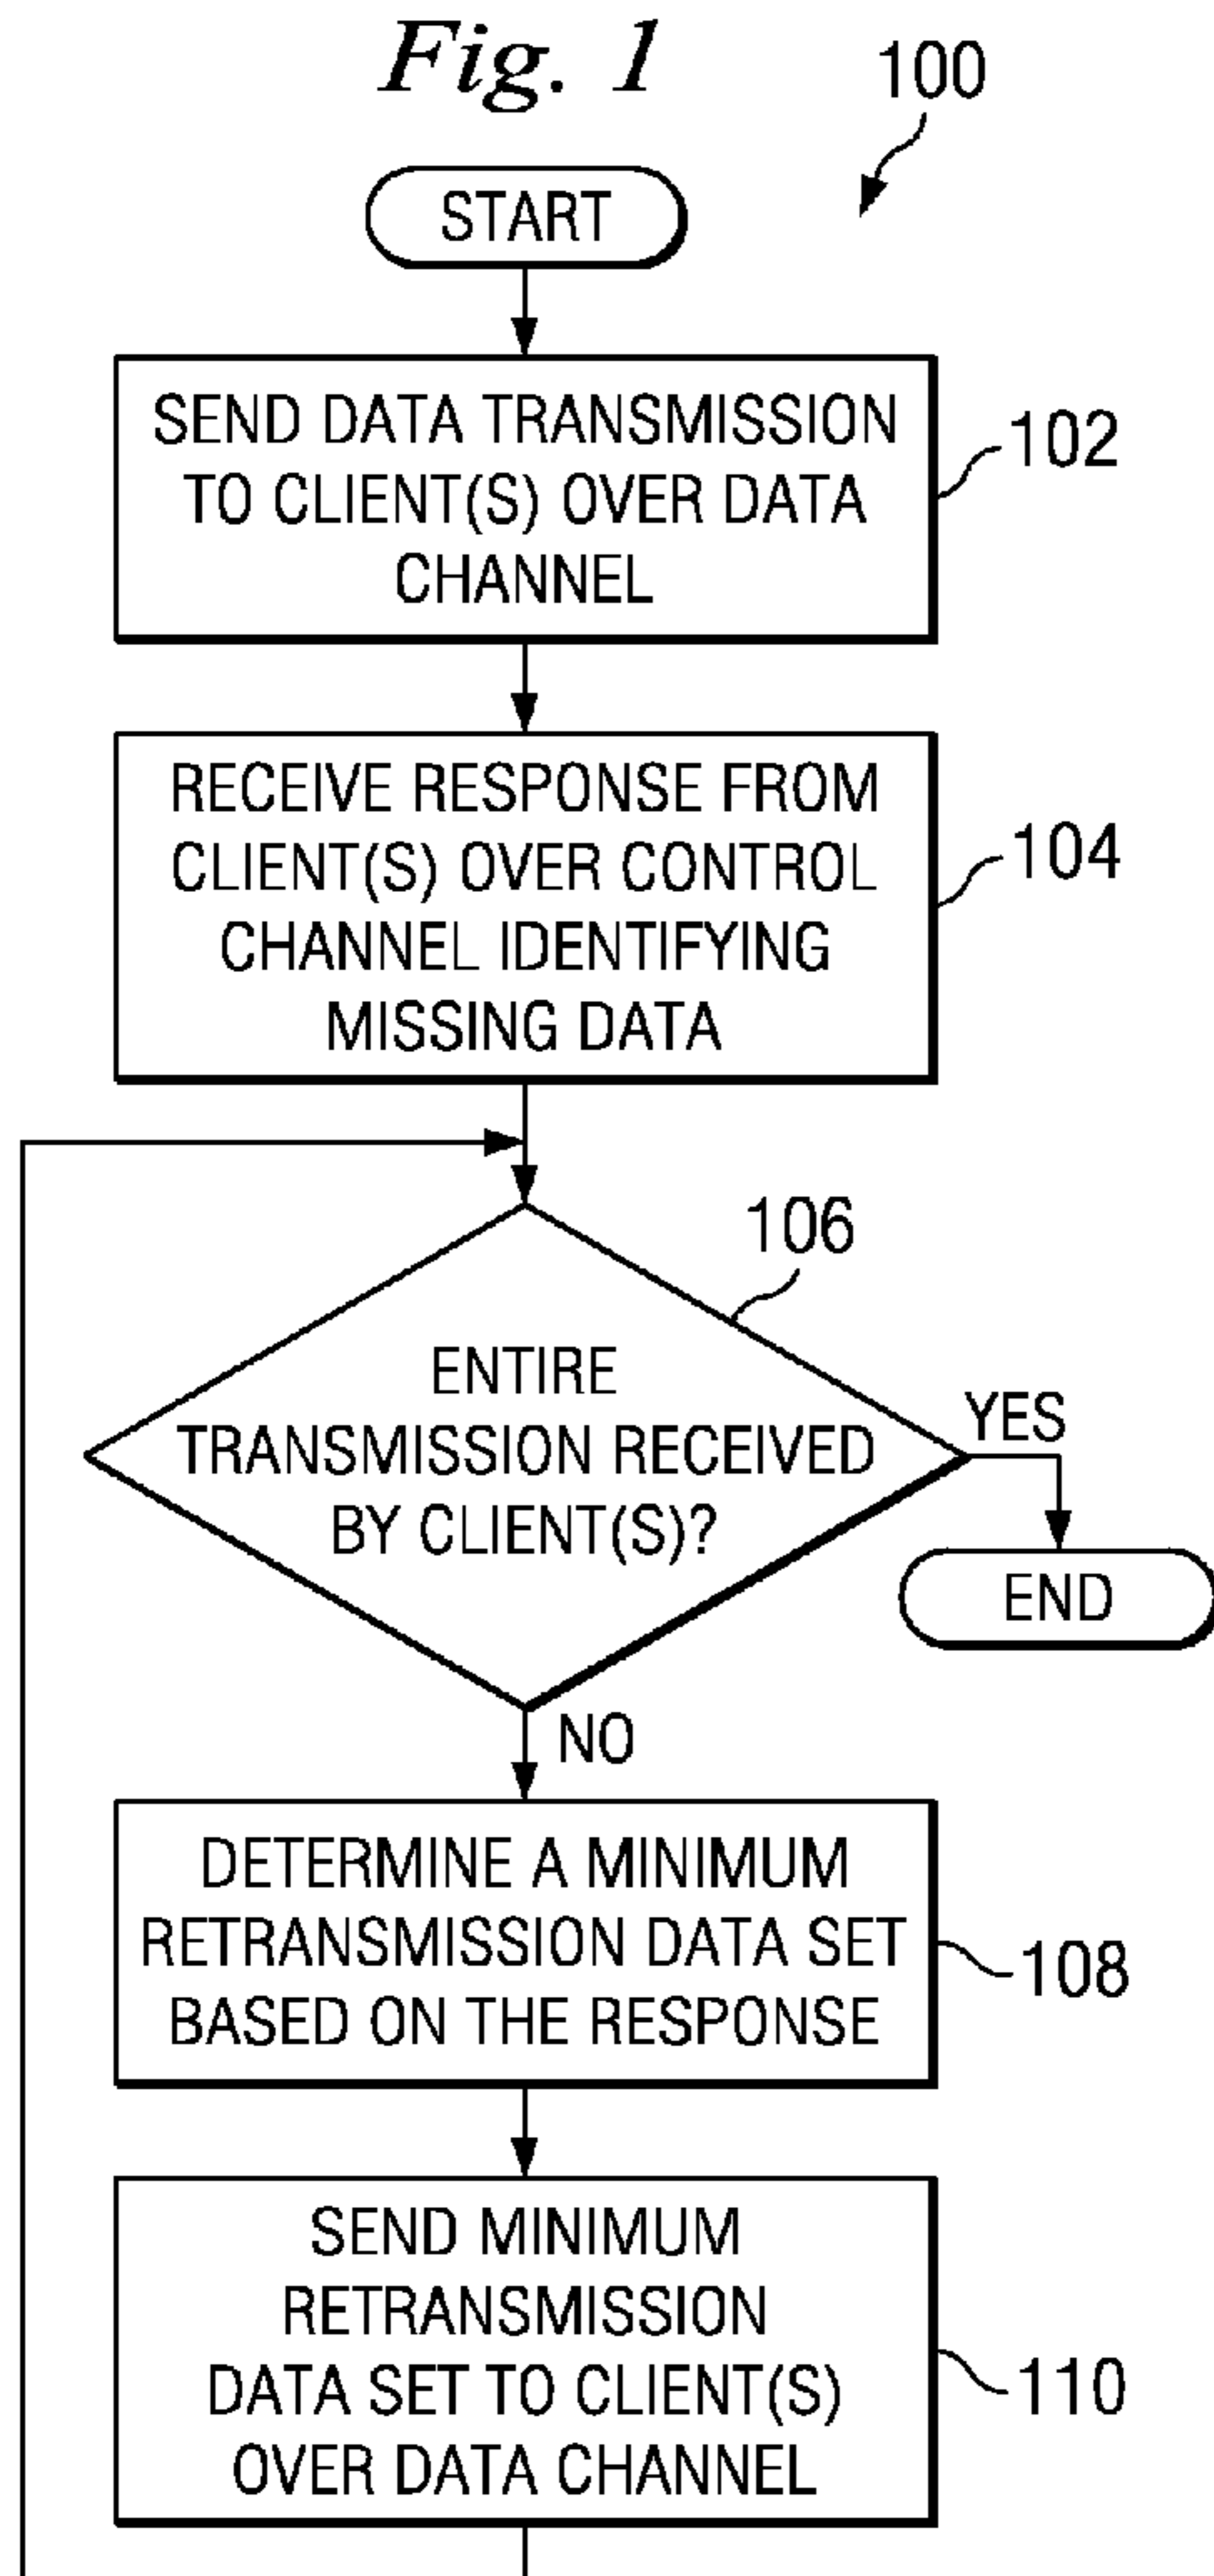 Fig. 1
100
START
SEND DATA TRANSMISSION
TO CLIENT(S) OVER DATA
CHANNEL
102
RECEIVE RESPONSE FROM
CLIENT(S) OVER CONTROL
CHANNEL IDENTIFYING
MISSING DATA
104
106
ENTIRE
TRANSMISSION RECEIVED
BY CLIENT(S)?
YES
END
NO
DETERMINE A MINIMUM
RETRANSMISSION DATA SET
BASED ON THE RESPONSE
108
SEND MINIMUM
RETRANSMISSION
DATA SET TO CLIENT(S)
OVER DATA CHANNEL
110